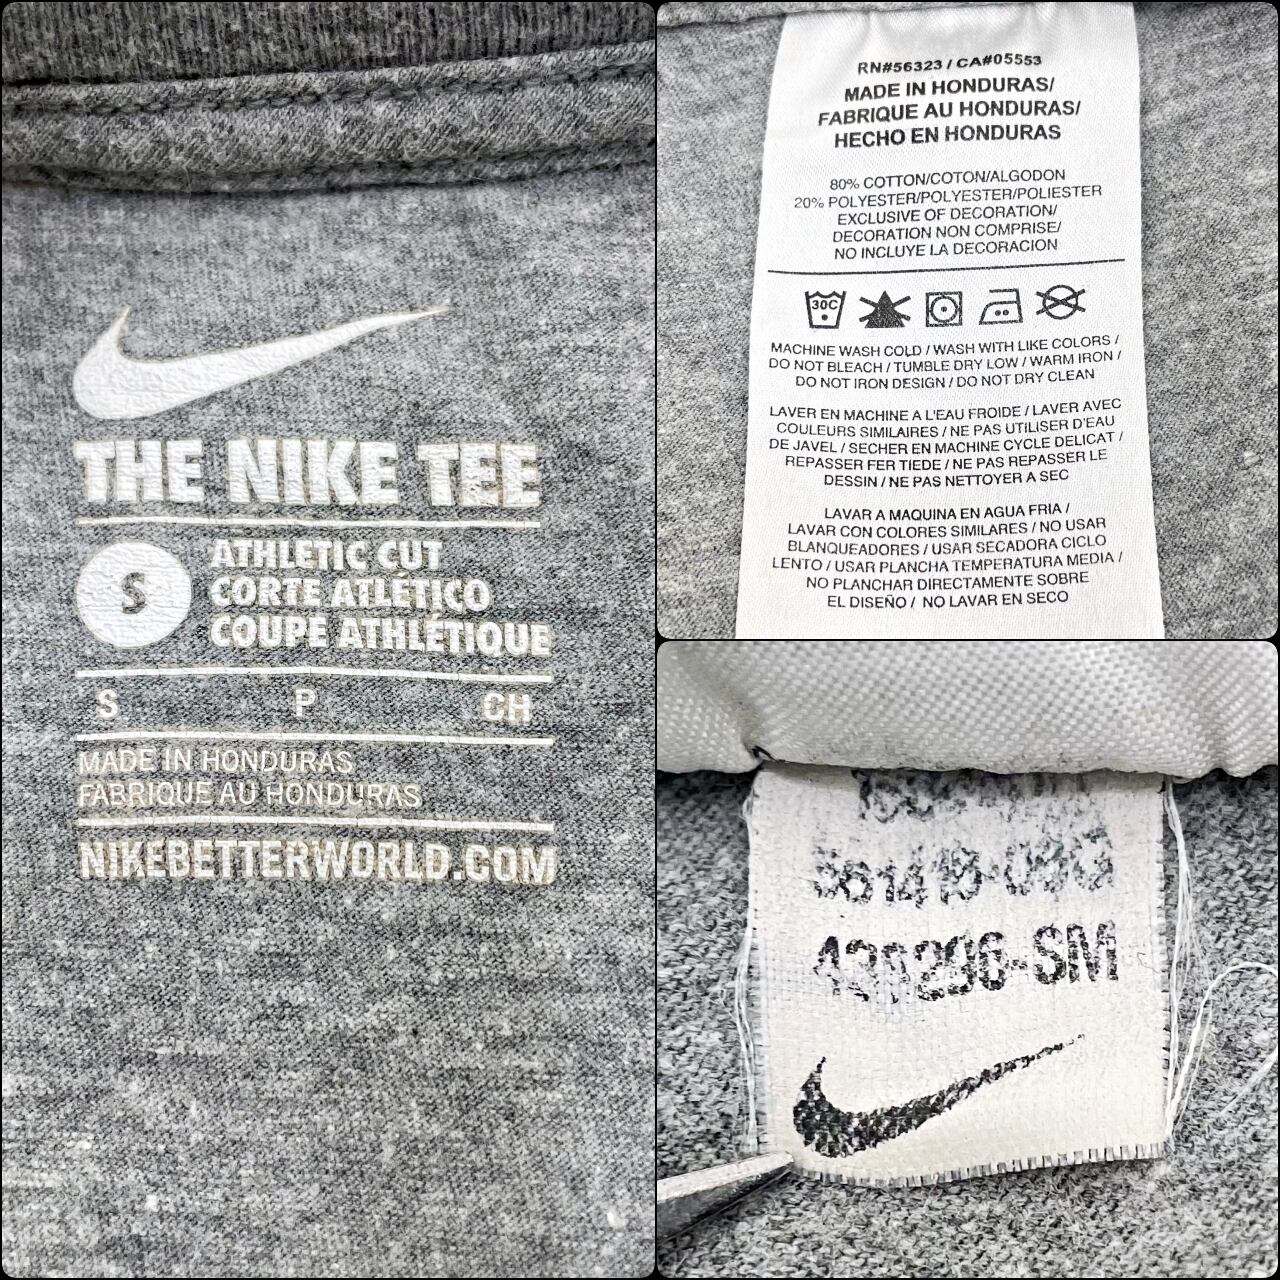 THE NIKE TEE
S
ATHLETIC CUT
CORTE ATLÉTICO
COUPE ATHLÉTIQUE
S P CH
MADE IN HONDURAS
FABRIQUE AU HONDURAS
NIKEBETTERWORLD.COM
RN#56323 / CA#05553
MADE IN HONDURAS/
FABRIQUE AU HONDURAS/
HECHO EN HONDURAS
80% COTTON/COTON/ALGODON
20% POLYESTER/POLYESTER/POLIESTER
EXCLUSIVE OF DECORATION/
DECORATION NON COMPRISE/
NO INCLUYE LA DECORACION
30C
MACHINE WASH COLD / WASH WITH LIKE COLORS /
DO NOT BLEACH / TUMBLE DRY LOW / WARM IRON /
DO NOT IRON DESIGN / DO NOT DRY CLEAN
LAVER EN MACHINE A L'EAU FROIDE / LAVER AVEC
COULEURS SIMILAIRES / NE PAS UTILISER D'EAU
DE JAVEL / SECHER EN MACHINE CYCLE DELICAT /
REPASSER FER TIEDE / NE PAS REPASSER LE
DESSIN / NE PAS NETTOYER A SEC
LAVAR A MAQUINA EN AGUA FRIA /
LAVAR CON COLORES SIMILARES / NO USAR
BLANQUEADORES / USAR SECADORA CICLO
LENTO / USAR PLANCHA TEMPERATURA MEDIA /
NO PLANCHAR DIRECTAMENTE SOBRE
EL DISEÑO / NO LAVAR EN SECO